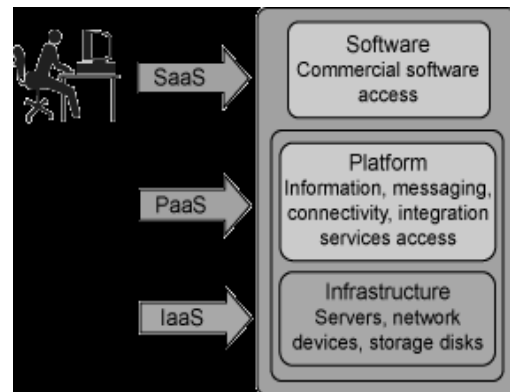 SaaS
Software
Commercial software
access
PaaS
Platform
Information, messaging,
connectivity, integration
services access
IaaS
Infrastructure
Servers, network
devices, storage disks